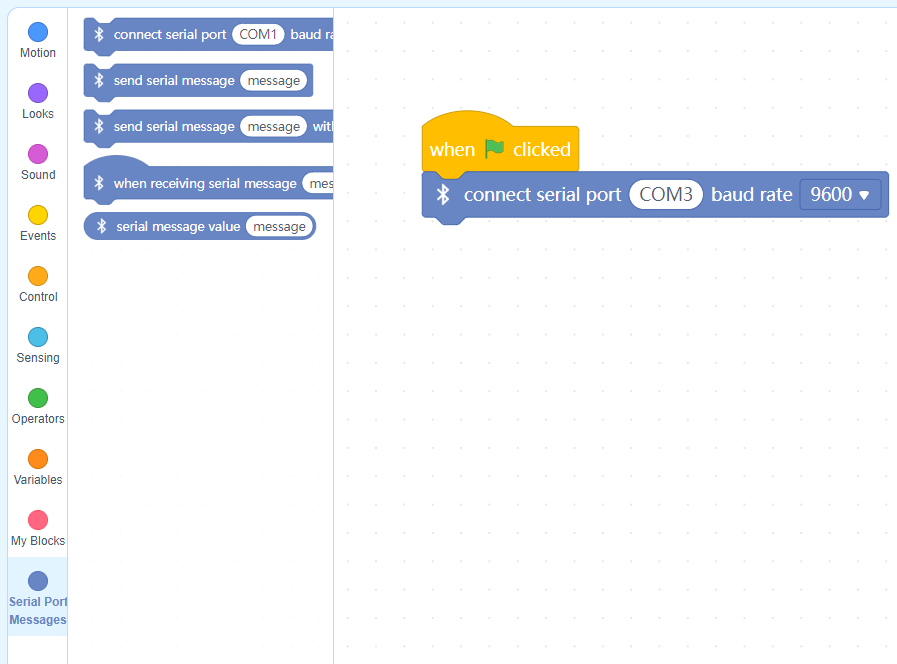 Motion
Looks
Sound
Events
Control
Sensing
Operators
Variables
My Blocks
Serial Port
Messages
connect serial port COM1 baud ra
send serial message message
send serial message message with
when receiving serial message mes
serial message value message
when clicked
connect serial port COM3 baud rate 9600